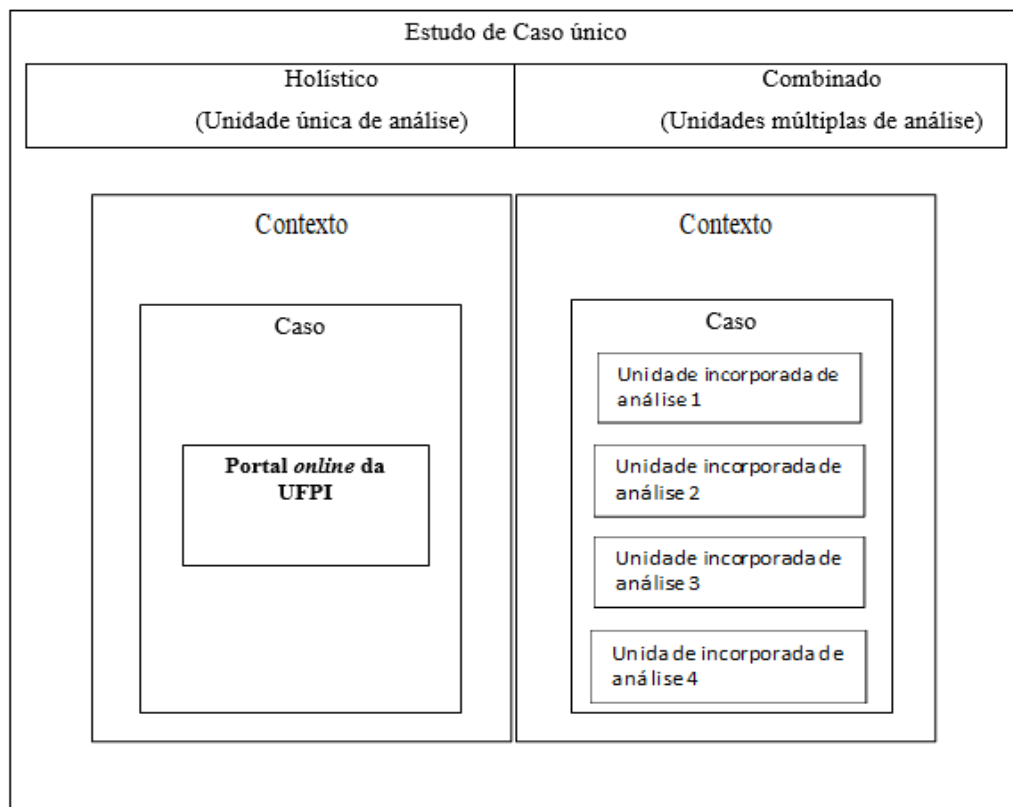 Estudo de Caso único
Holístico
(Unidade única de análise)
Combinado
(Unidades múltiplas de análise)
Contexto
Caso
Portal online da
UFPI
Contexto
Caso
Unidade incorporada de
análise 1
Unidade incorporada de
análise 2
Unidade incorporada de
análise 3
Unidade incorporada de
análise 4